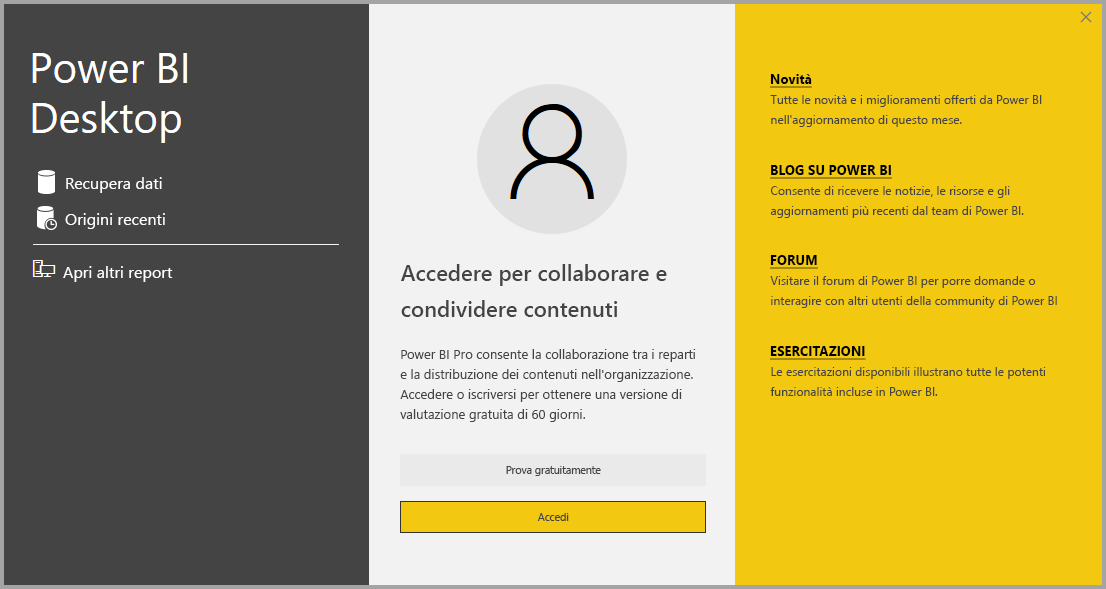 Power BI
Desktop
Recupera dati
Origini recenti
Apri altri report
Accedere per collaborare e
condividere contenuti
Power BI Pro consente la collaborazione tra i reparti
e la distribuzione dei contenuti nell'organizzazione.
Accedere o iscriversi per ottenere una versione di
valutazione gratuita di 60 giorni.
Prova gratuitamente
Accedi
Novità
Tutte le novità e i miglioramenti offerti da Power BI
nell'aggiornamento di questo mese.
BLOG SU POWER BI
Consente di ricevere le notizie, le risorse e gli
aggiornamenti più recenti dal team di Power BI.
FORUM
Visitare il forum di Power BI per porre domande o
interagire con altri utenti della community di Power BI
ESERCITAZIONI
Le esercitazioni disponibili illustrano tutte le potenti
funzionalità incluse in Power BI.